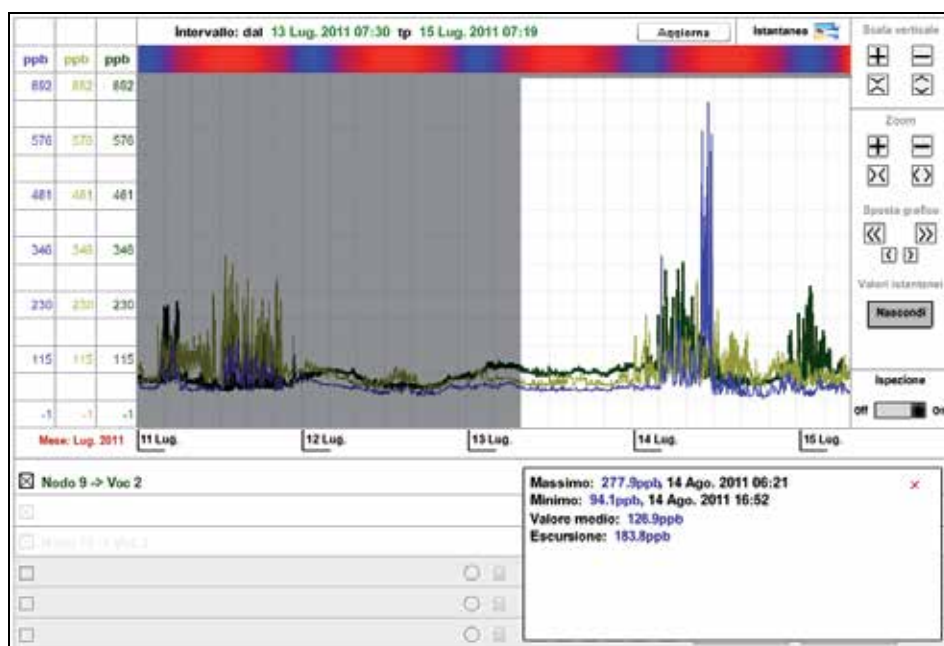 Intervallo: dal 13 Lug. 2011 07:30 tp 15 Lug. 2011 07:19
Aggiorna
Istantanea
Scala verticale
ppb ppb ppb
692 692 692
576 576 576
461 461 461
346 346 346
230 230 230
115 115 115
-1 -1 -1
Zoom
Sposta grafico
Valori istantanei
Nascondi
Ispezione
Off On
Mese: Lug. 2011
11 Lug.
12 Lug.
13 Lug.
14 Lug.
15 Lug.
Nodo 9 -> Voc 2
Massimo: 277.9ppb, 14 Ago. 2011 06:21
Minimo: 94.1ppb, 14 Ago. 2011 16:52
Valore medio: 126.9ppb
Escursione: 183.8ppb